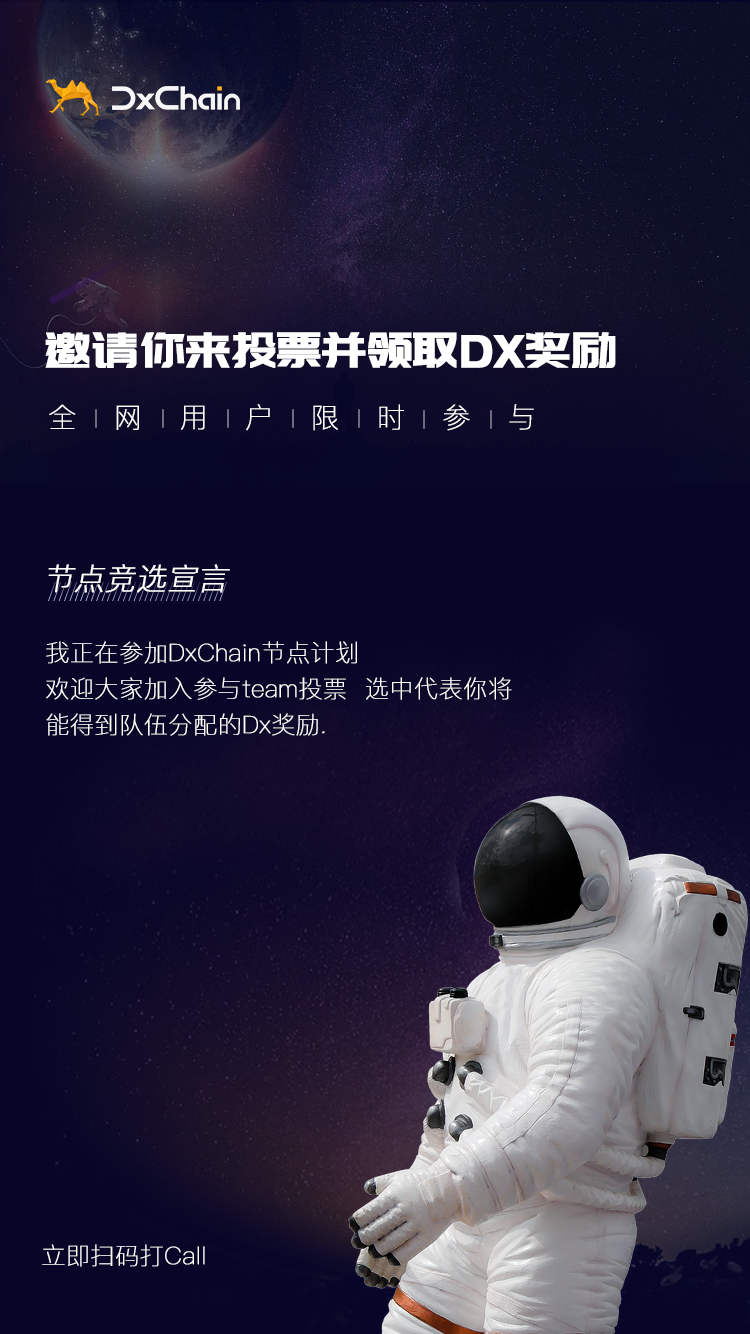 DxChain
邀请你来投票并领取DX奖励
全 | 网 | 用 | 户 | 限 | 时 | 参 | 与
节点竞选宣言
我正在参加DxChain节点计划
欢迎大家加入参与team投票 选中代表你将
能得到队伍分配的Dx奖励.
立即扫码打Call